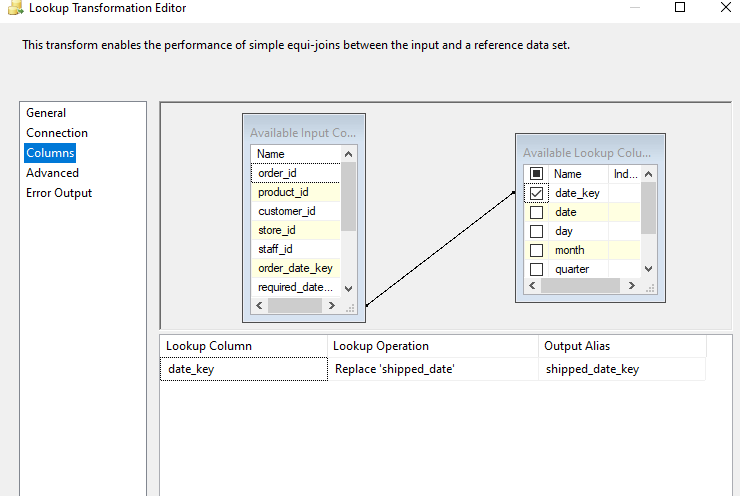 Lookup Transformation Editor
This transform enables the performance of simple equi-joins between the input and a reference data set.
General
Connection
Columns
Advanced
Error Output
Available Input Co...
Name
order_id
product_id
customer_id
store_id
staff_id
order_date_key
required_date...
Available Lookup Colu...
Name Ind...
date_key
date
day
month
quarter
Lookup Column Lookup Operation Output Alias
date_key Replace 'shipped_date' shipped_date_key